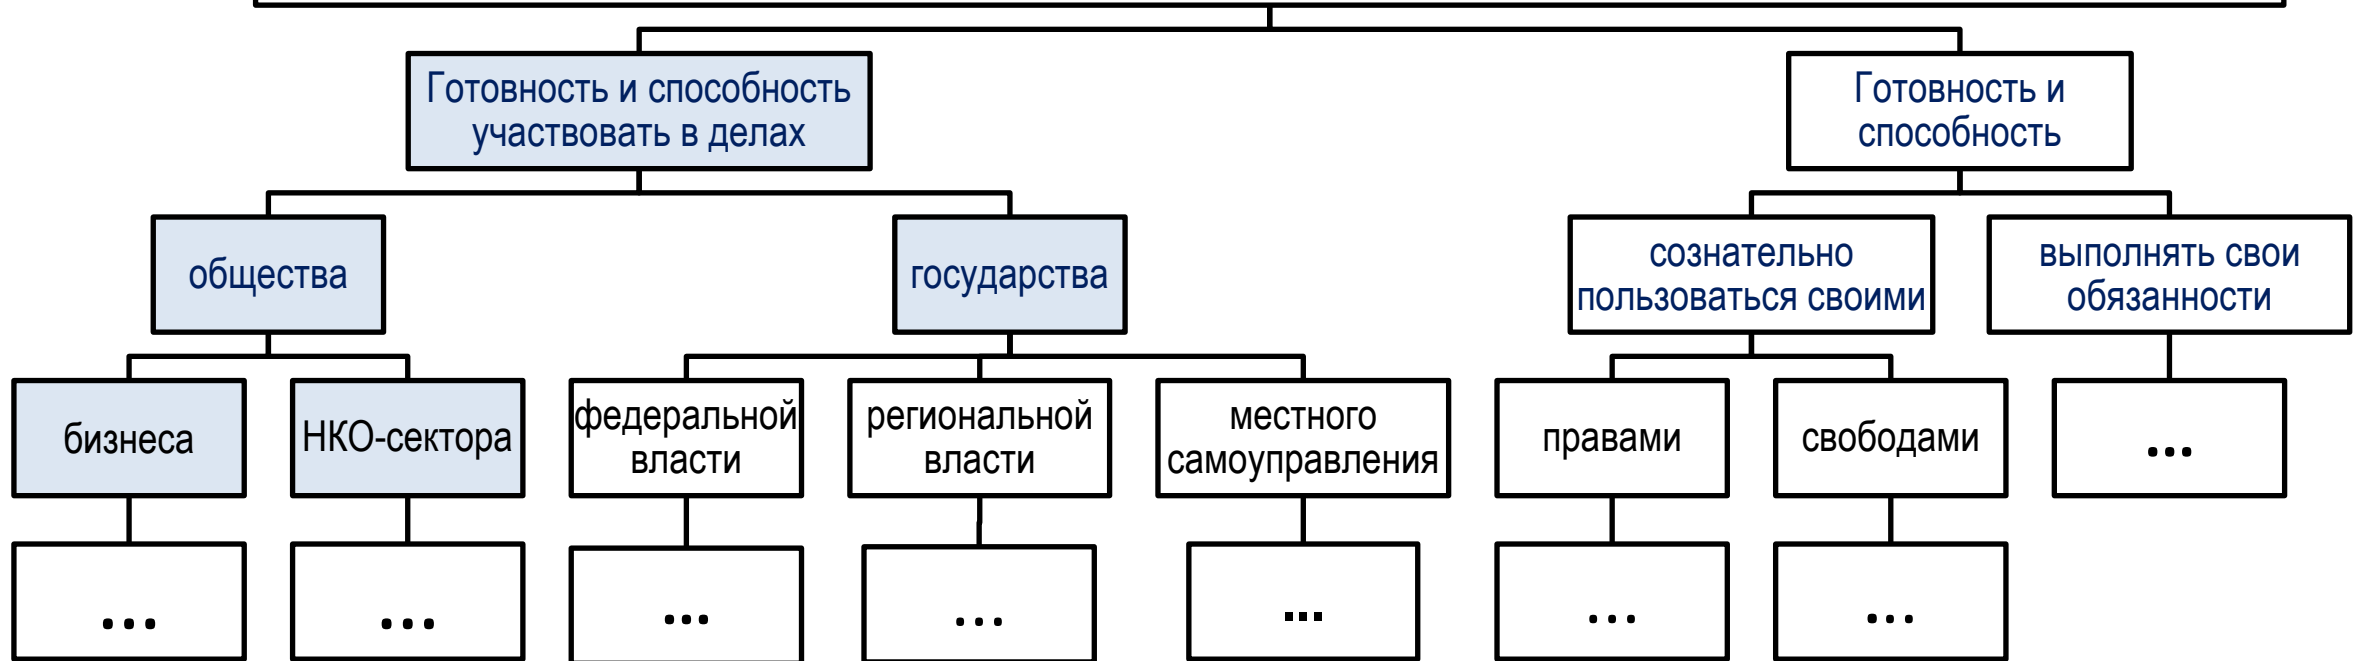 Готовность и способность
участвовать в делах
Готовность и
способность
общества
государства
сознательно
пользоваться своими
выполнять свои
обязанности
бизнеса
НКО-сектора
федеральной
власти
региональной
власти
местного
самоуправления
правами
свободами
...
...
...
...
...
...
...
...